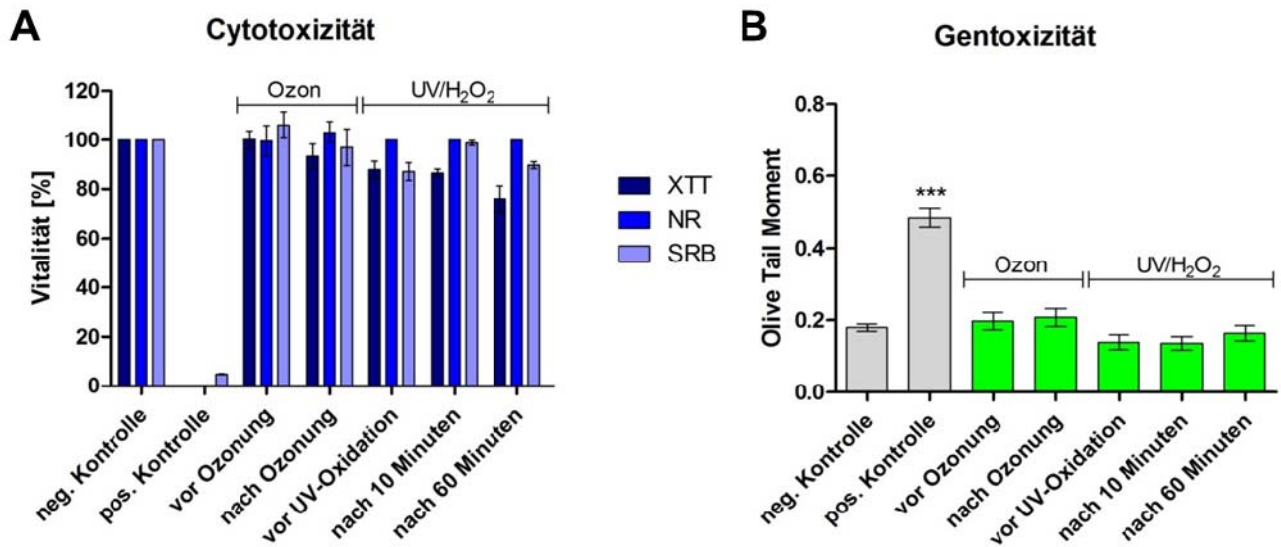 A
Cytotoxizität
Vitalität [%]
120
100
80
60
40
20
0
Ozon
UV/H₂O₂
neg. Kontrolle
pos. Kontrolle
vor Ozonung
nach Ozonung
vor UV-Oxidation
nach 10 Minuten
nach 60 Minuten
XTT
NR
SRB
B
Gentoxizität
Olive Tail Moment
0.8
0.6
0.4
0.2
0.0
***
Ozon
UV/H₂O₂
neg. Kontrolle
pos. Kontrolle
vor Ozonung
nach Ozonung
vor UV-Oxidation
nach 10 Minuten
nach 60 Minuten